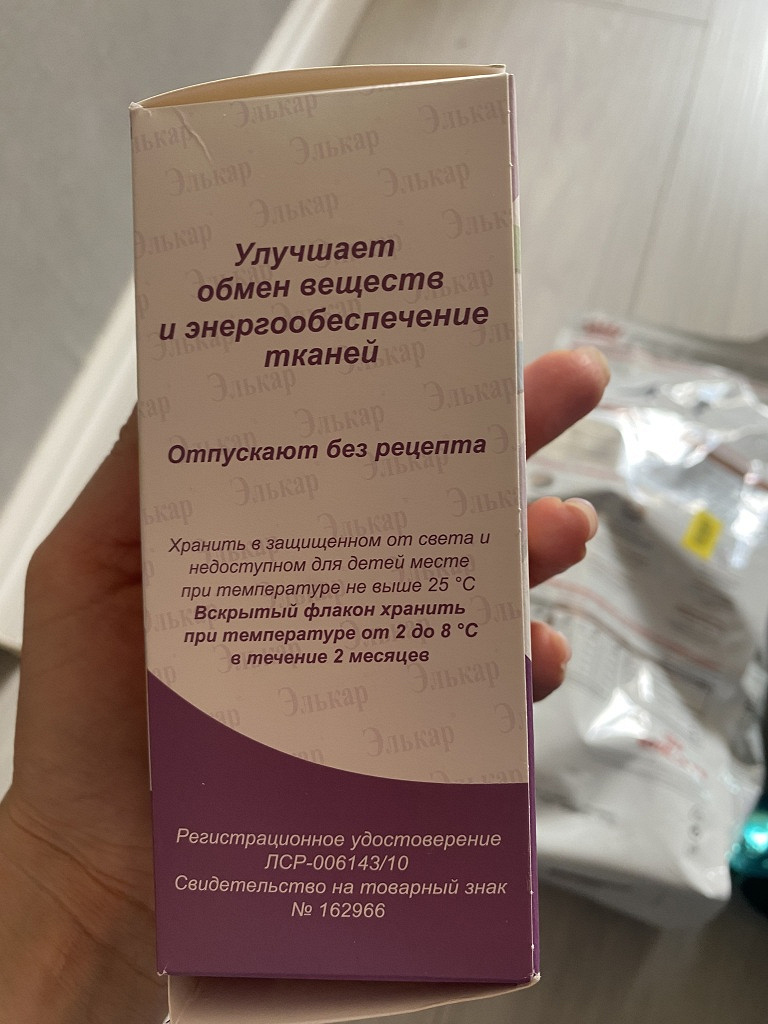 Улучшает
обмен веществ
и энергообеспечение
тканей
Отпускают без рецепта
Хранить в защищенном от света и
недоступном для детей месте
при температуре не выше 25 °С
Вскрытый флакон хранить
при температуре от 2 до 8 °С
в течение 2 месяцев
Регистрационное удостоверение
ЛСР-006143/10
Свидетельство на товарный знак
№ 162966
Элькар